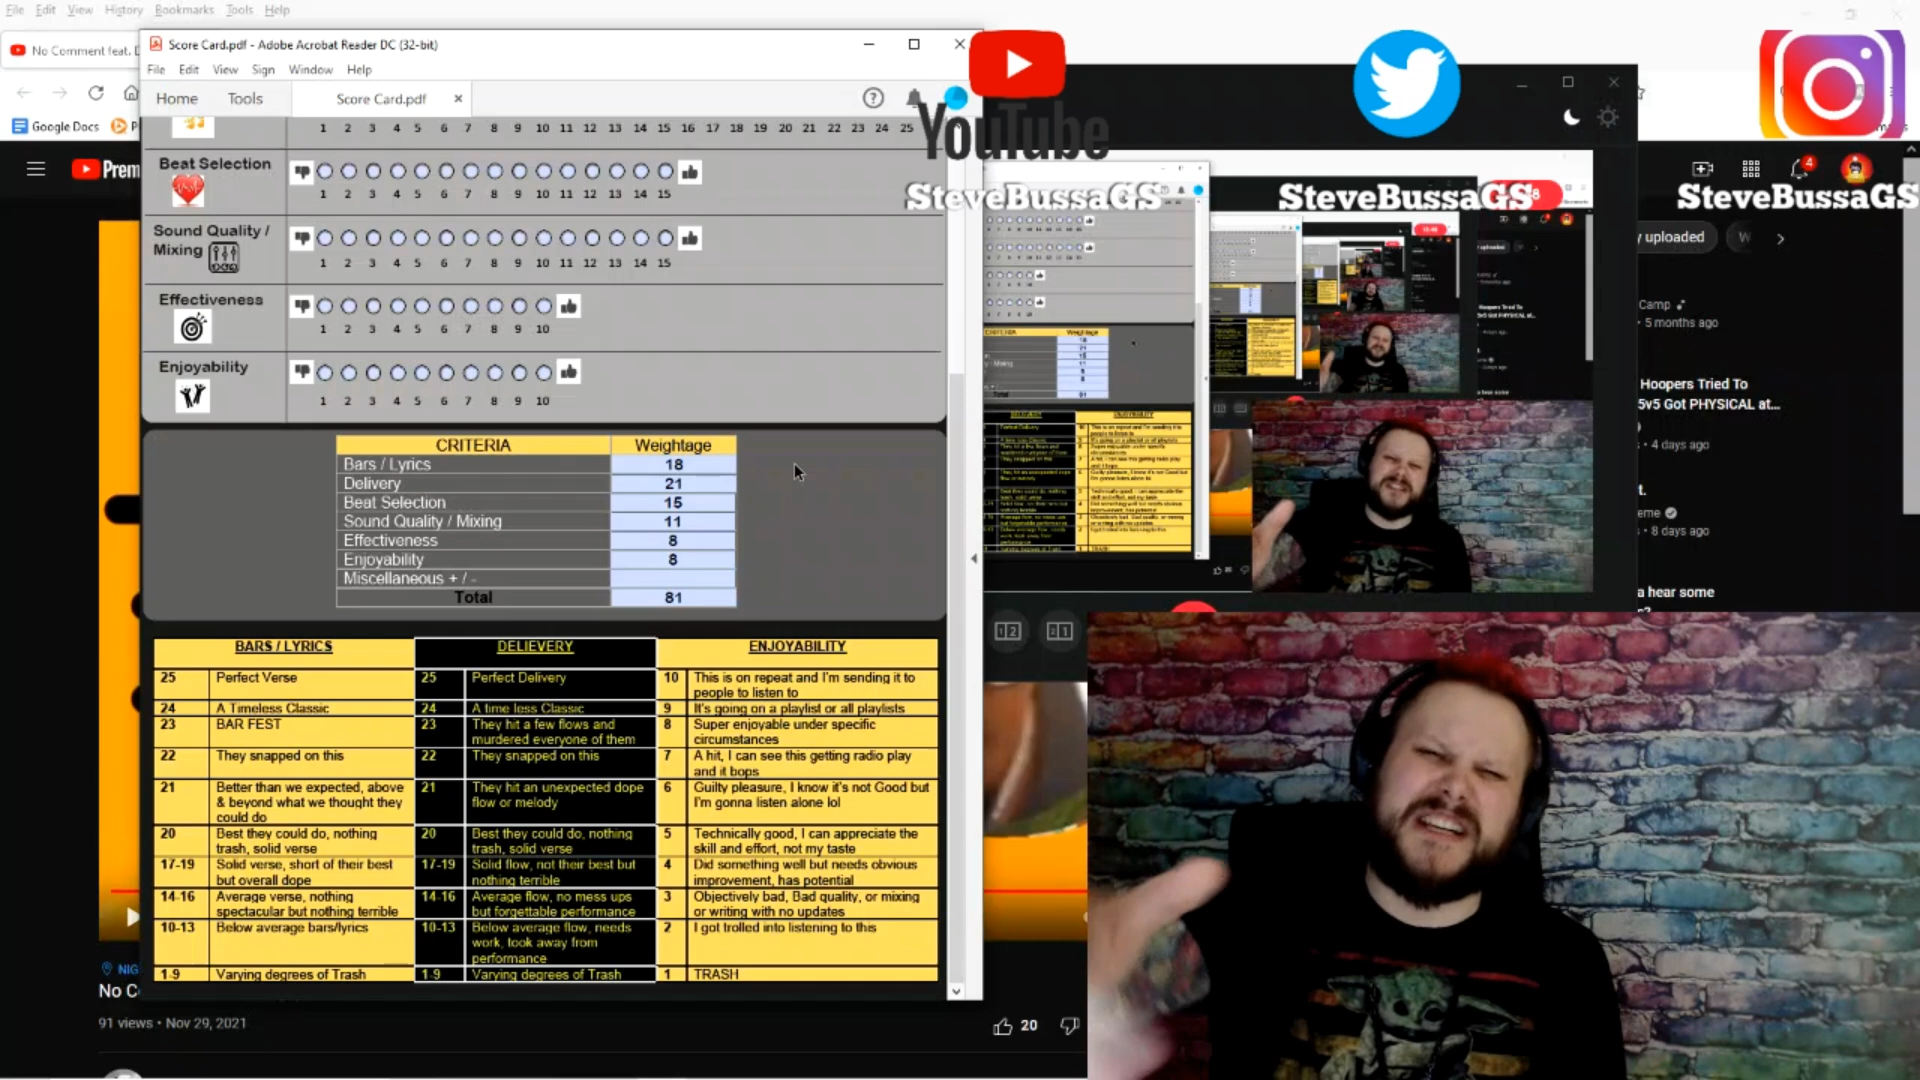 File Edit View History Bookmarks Tools Help
No Comment feat.
Score Card.pdf - Adobe Acrobat Reader DC (32-bit)
File Edit View Sign Window Help
Home Tools Score Card.pdf
Google Docs
YouTube
SteveBussaGS
SteveBussaGS
SteveBussaGS
Prem
4
1 2 3 4 5 6 7 8 9 10 11 12 13 14 15 16 17 18 19 20 21 22 23 24 25
Beat Selection
1 2 3 4 5 6 7 8 9 10 11 12 13 14 15
Sound Quality /
Mixing
1 2 3 4 5 6 7 8 9 10 11 12 13 14 15
Effectiveness
1 2 3 4 5 6 7 8 9 10
Enjoyability
1 2 3 4 5 6 7 8 9 10
CRITERIA Weightage
Bars / Lyrics 18
Delivery 21
Beat Selection 15
Sound Quality / Mixing 11
Effectiveness 8
Enjoyability 8
Miscellaneous + / -
Total 81
BARS / LYRICS
25 Perfect Verse
24 A Timeless Classic
23 BAR FEST
22 They snapped on this
21 Better than we expected, above
& beyond what we thought they
could do
20 Best they could do, nothing
trash, solid verse
17-19 Solid verse, short of their best
but overall dope
14-16 Average verse, nothing
spectacular but nothing terrible
10-13 Below average bars/lyrics
1-9 Varying degrees of Trash
DELIEVERY
25 Perfect Delivery
24 A time less Classic
23 They hit a few flows and
murdered everyone of them
22 They snapped on this
21 They hit an unexpected dope
flow or melody
20 Best they could do, nothing
trash, solid verse
17-19 Solid flow, not their best but
nothing terrible
14-16 Average flow, no mess ups
but forgettable performance
10-13 Below average flow, needs
work, took away from
performance
1-9 Varying degrees of Trash
ENJOYABILITY
10 This is on repeat and I'm sending it to
people to listen to
9 It's going on a playlist or all playlists
8 Super enjoyable under specific
circumstances
7 A hit, I can see this getting radio play
and it bops
6 Guilty pleasure, I know it's not Good but
I'm gonna listen alone lol
5 Technically good, I can appreciate the
skill and effort, not my taste
4 Did something well but needs obvious
improvement, has potential
3 Objectively bad, Bad quality, or mixing
or writing with no updates
2 I got trolled into listening to this
1 TRASH
y uploaded
Camp
• 5 months ago
Hoopers Tried To
5v5 Got PHYSICAL at...
• 4 days ago
eme
• 8 days ago
a hear some
NIG
No C
91 views • Nov 29, 2021
20